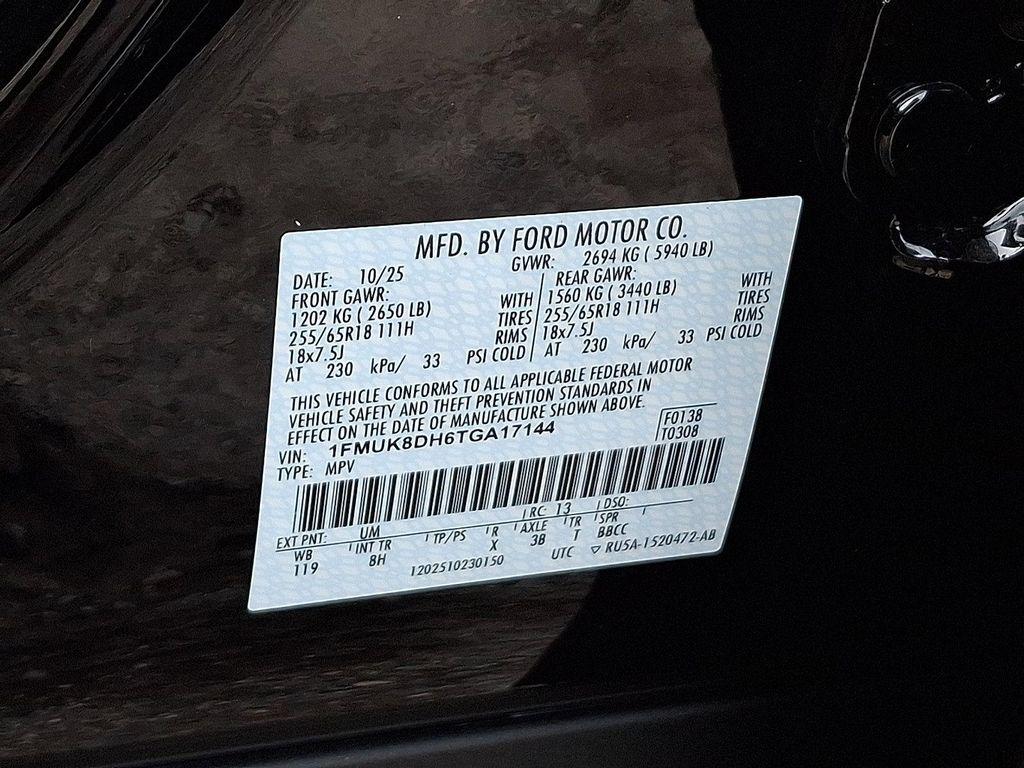 MFD. BY FORD MOTOR CO.
DATE: 10/25 GVWR: 2694 KG ( 5940 LB)
FRONT GAWR: REAR GAWR:
1202 KG ( 2650 LB) WITH 1560 KG ( 3440 LB) WITH
255/65R18 111H TIRES 255/65R18 111H TIRES
18x7.5J RIMS 18x7.5J RIMS
AT 230 kPa/ 33 PSI COLD AT 230 kPa/ 33 PSI COLD
THIS VEHICLE CONFORMS TO ALL APPLICABLE FEDERAL MOTOR
VEHICLE SAFETY AND THEFT PREVENTION STANDARDS IN
EFFECT ON THE DATE OF MANUFACTURE SHOWN ABOVE.
VIN: 1FMUK8DH6TGA17144 F0138
TYPE: MPV T0308
EXT PNT: UM RC: 13 DSO:
WB INT TR TP/PS R AXLE TR SPR
119 8H X 3B T BBCC
1202510230150 UTC ▽ RU5A-1520472-AB